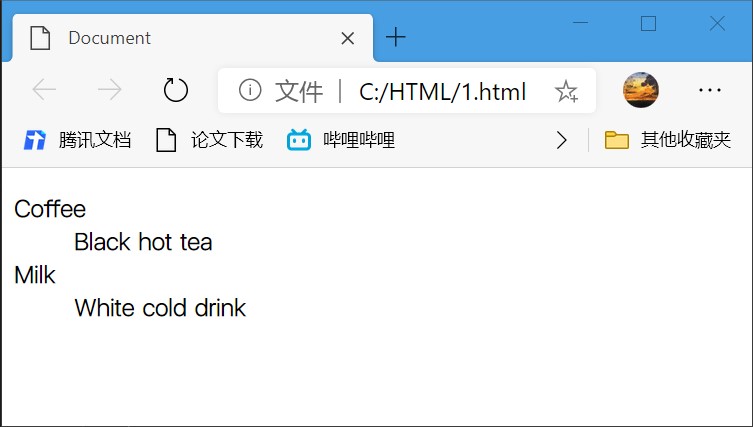 Document
文件 | C:/HTML/1.html
腾讯文档 论文下载 哔哩哔哩 其他收藏夹
Coffee
Black hot tea
Milk
White cold drink